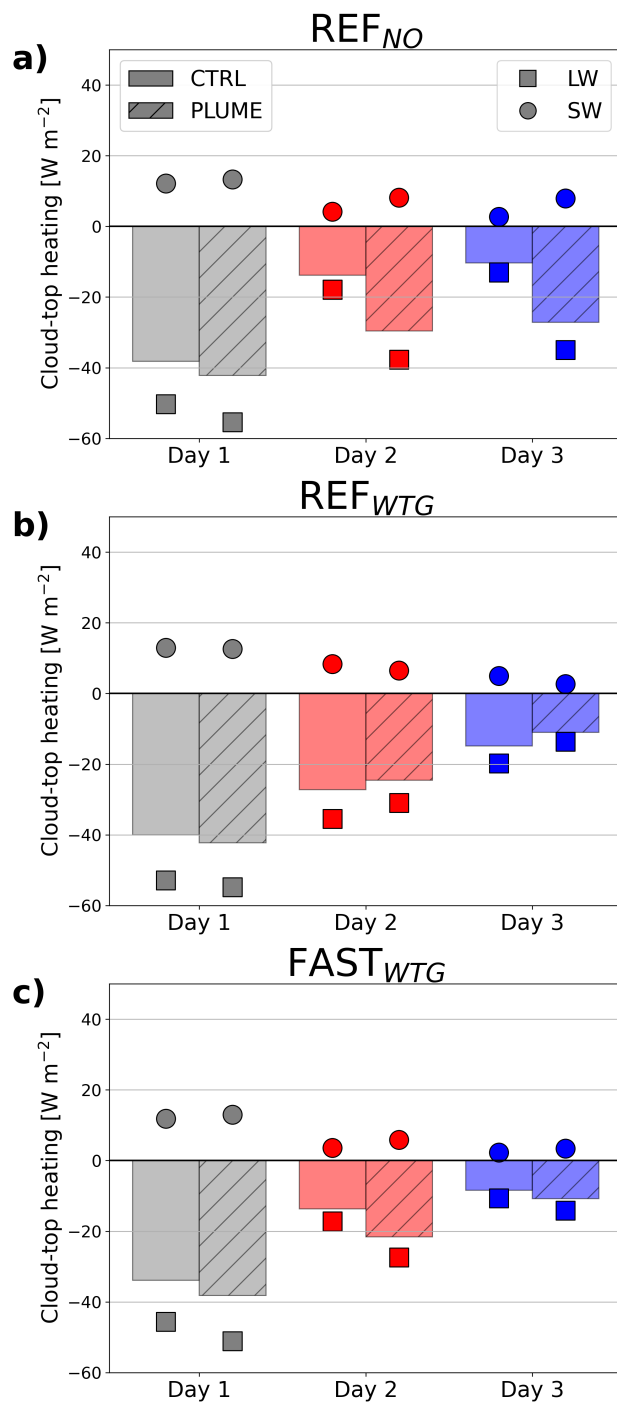 REF_NO
a)
CTRL
PLUME
LW
SW
Cloud-top heating [W m⁻²]
40
20
0
−20
−40
−60
Day 1 Day 2 Day 3
REF_WTG
b)
Cloud-top heating [W m⁻²]
40
20
0
−20
−40
−60
Day 1 Day 2 Day 3
FAST_WTG
c)
Cloud-top heating [W m⁻²]
40
20
0
−20
−40
−60
Day 1 Day 2 Day 3